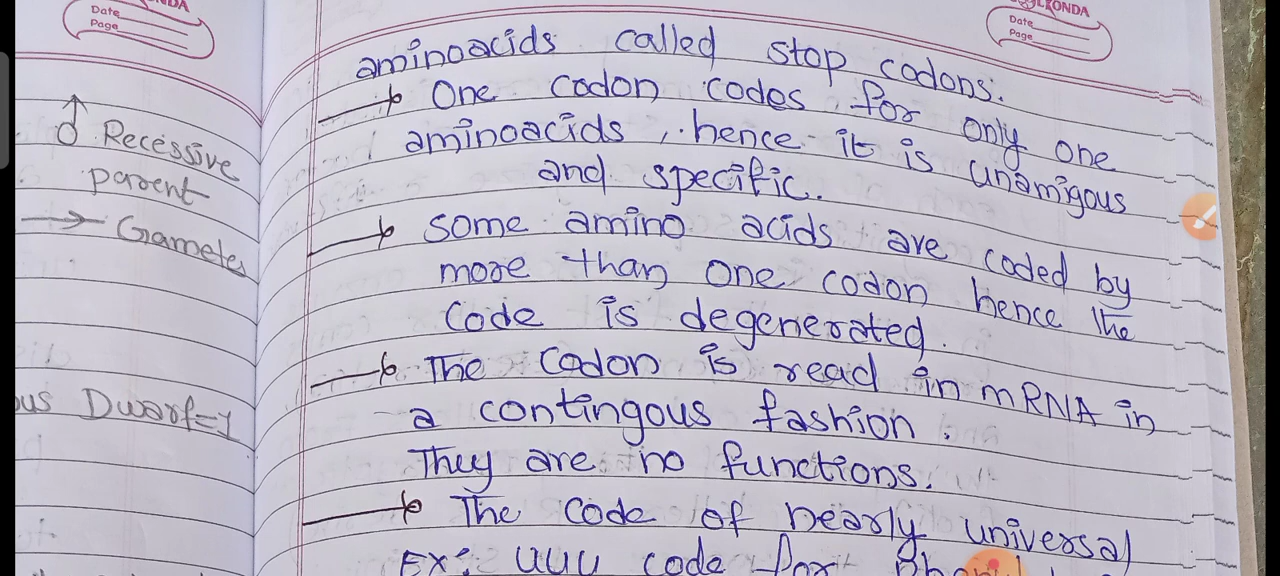 Date
Page
♂ Recessive
parent
→ Gametes
ous Dwarf=1
LKONDA
Date
Page
aminoacids called stop codons.
→ One codon codes for only one
aminoacids, hence it is unamigous
and specific.
→ some amino acids are coded by
more than one codon hence the
code is degenerated.
→ The codon is read in mRNA in
a contingous fashion.
They are no functions.
→ The code of nearly universal
Ex: UUU code for